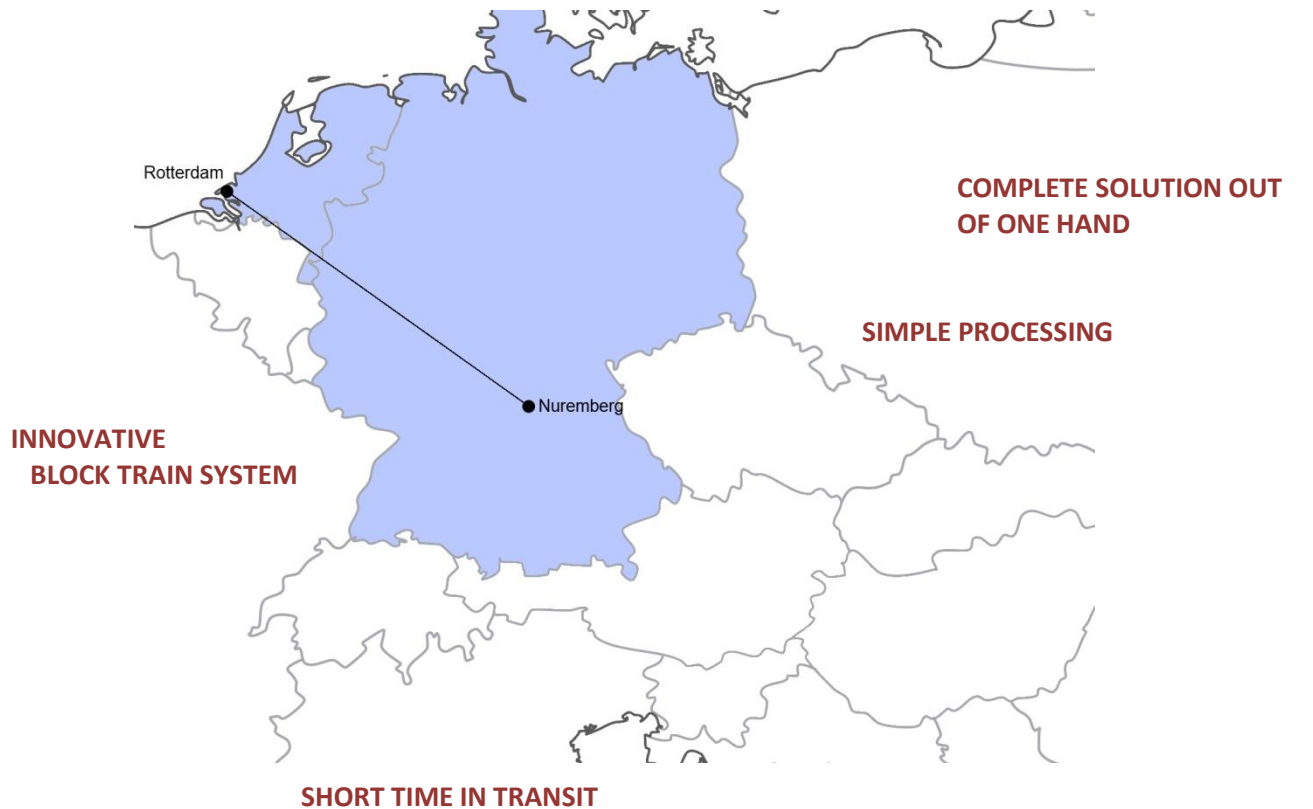 Rotterdam
COMPLETE SOLUTION OUT
OF ONE HAND
SIMPLE PROCESSING
Nuremberg
INNOVATIVE
BLOCK TRAIN SYSTEM
SHORT TIME IN TRANSIT